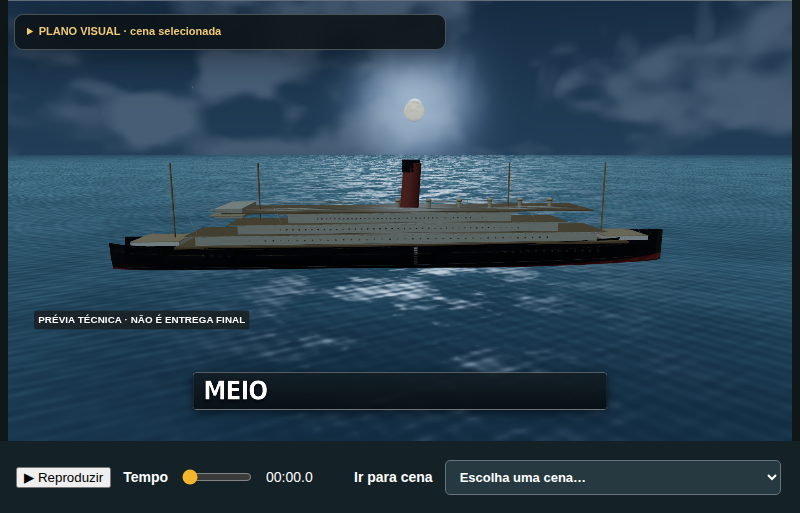 ▶ PLANO VISUAL · cena selecionada
PRÉVIA TÉCNICA · NÃO É ENTREGA FINAL
MEIO
▶ Reproduzir Tempo 00:00.0 Ir para cena Escolha uma cena…